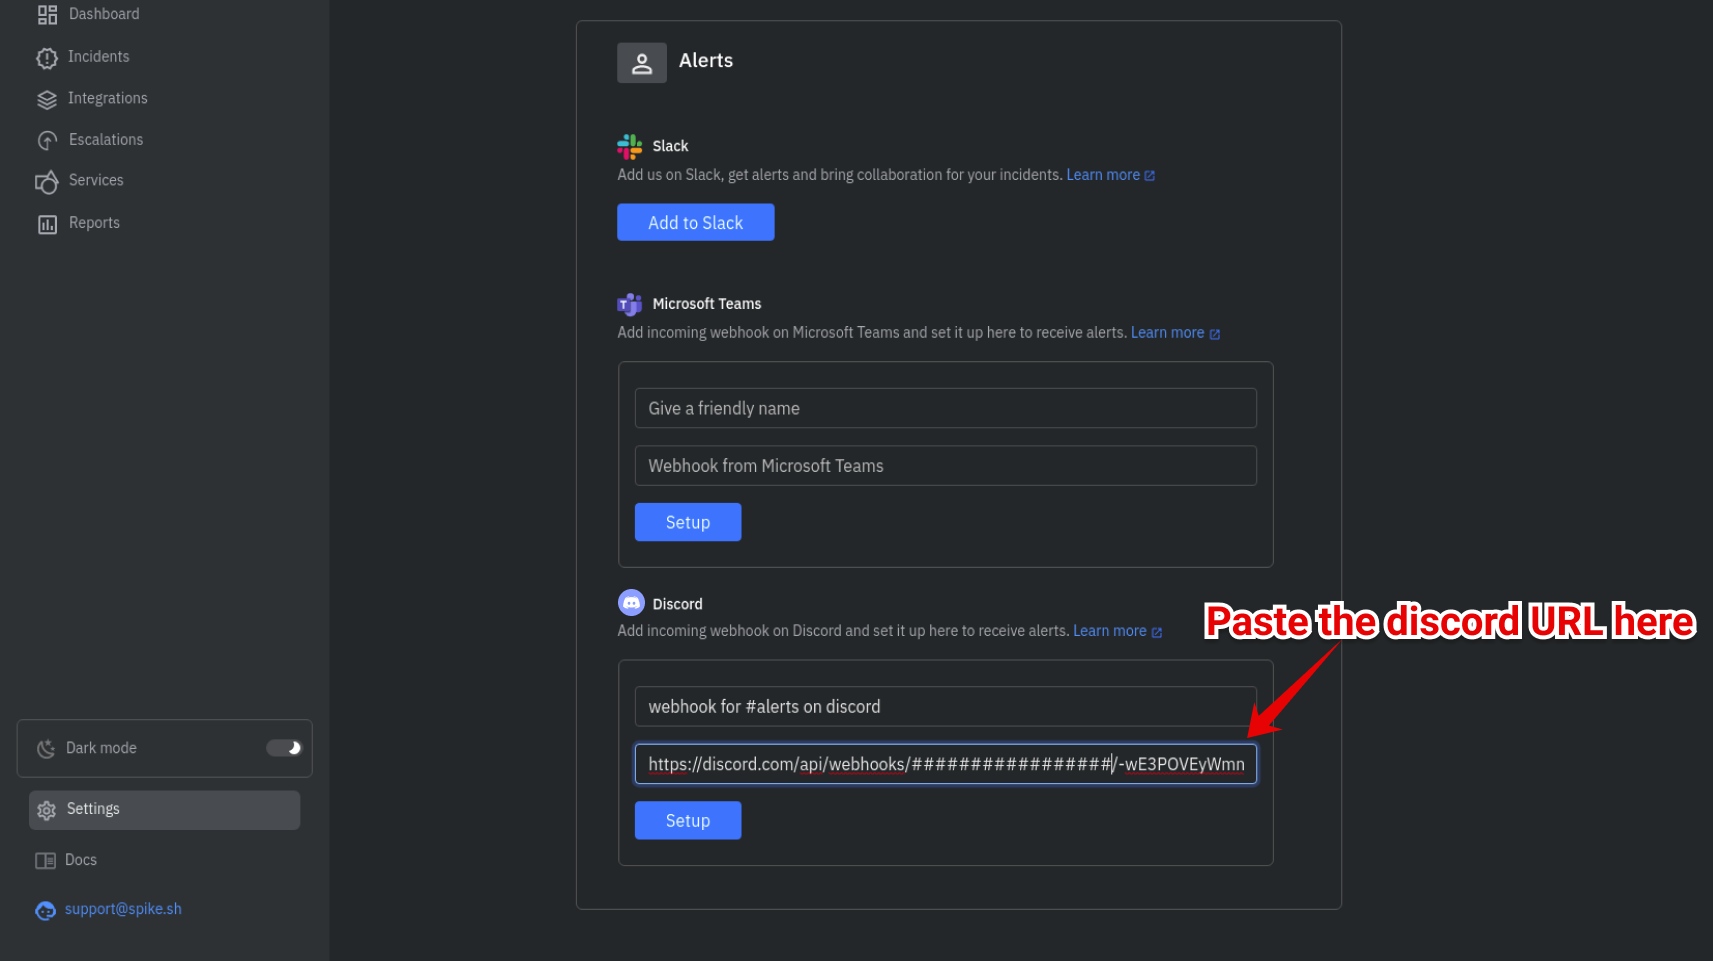 Dashboard
Incidents
Integrations
Escalations
Services
Reports
Dark mode
Settings
Docs
support@spike.sh
Alerts
Slack
Add us on Slack, get alerts and bring collaboration for your incidents. Learn more
Add to Slack
T
Microsoft Teams
Add incoming webhook on Microsoft Teams and set it up here to receive alerts. Learn more
Give a friendly name
Webhook from Microsoft Teams
Setup
Discord
Add incoming webhook on Discord and set it up here to receive alerts. Learn more
Paste the discord URL here
webhook for #alerts on discord
https://discord.com/api/webhooks/#################/-wE3POVEyWmn
Setup